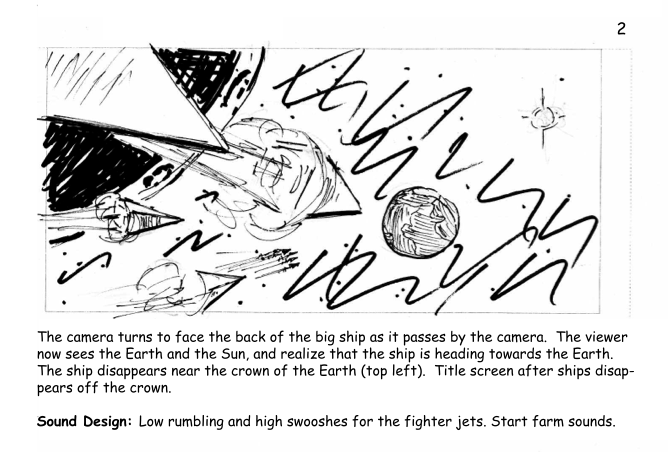 2
The camera turns to face the back of the big ship as it passes by the camera.  The viewer
now sees the Earth and the Sun, and realize that the ship is heading towards the Earth.
The ship disappears near the crown of the Earth (top left).  Title screen after ships disap-
pears off the crown.
Sound Design: Low rumbling and high swooshes for the fighter jets. Start farm sounds.